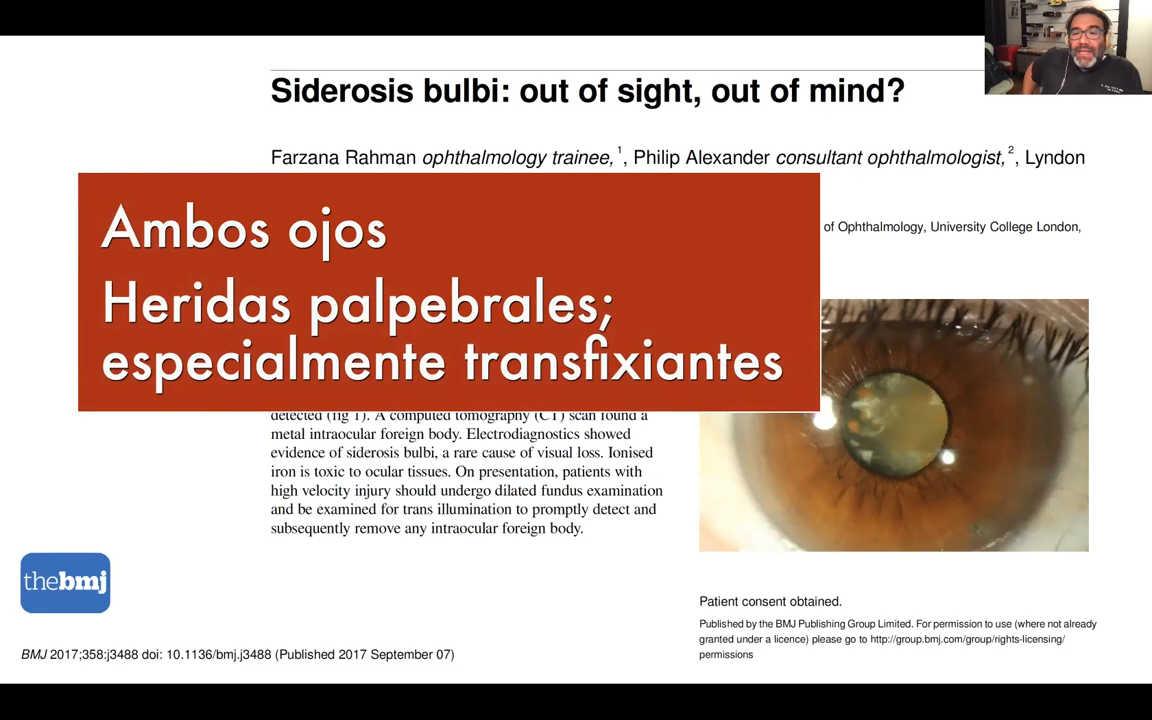 Siderosis bulbi: out of sight, out of mind?
Farzana Rahman ophthalmology trainee,1, Philip Alexander consultant ophthalmologist,2, Lyndon
of Ophthalmology, University College London,
Ambos ojos
Heridas palpebrales;
especialmente transfixiantes
detected (fig 1). A computed tomography (CT) scan found a
metal intraocular foreign body. Electrodiagnostics showed
evidence of siderosis bulbi, a rare cause of visual loss. Ionised
iron is toxic to ocular tissues. On presentation, patients with
high velocity injury should undergo dilated fundus examination
and be examined for trans illumination to promptly detect and
subsequently remove any intraocular foreign body.
thebmj
Patient consent obtained.
Published by the BMJ Publishing Group Limited. For permission to use (where not already
granted under a licence) please go to http://group.bmj.com/group/rights-licensing/
permissions
BMJ 2017;358:j3488 doi: 10.1136/bmj.j3488 (Published 2017 September 07)